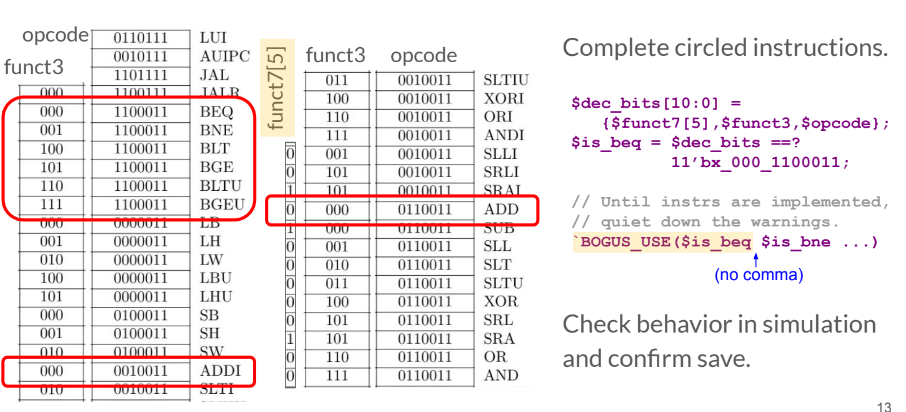 opcode
funct3
0110111 LUI
0010111 AUIPC
1101111 JAL
000 1100111 JALR
000 1100011 BEQ
001 1100011 BNE
100 1100011 BLT
101 1100011 BGE
110 1100011 BLTU
111 1100011 BGEU
000 0000011 LB
001 0000011 LH
010 0000011 LW
100 0000011 LBU
101 0000011 LHU
000 0100011 SB
001 0100011 SH
010 0100011 SW
000 0010011 ADDI
010 0010011 SLTI
funct7[5]
funct3 opcode
011 0010011 SLTIU
100 0010011 XORI
110 0010011 ORI
111 0010011 ANDI
0 001 0010011 SLLI
0 101 0010011 SRLI
1 101 0010011 SRAI
0 000 0110011 ADD
1 000 0110011 SUB
0 001 0110011 SLL
0 010 0110011 SLT
0 011 0110011 SLTU
0 100 0110011 XOR
0 101 0110011 SRL
1 101 0110011 SRA
0 110 0110011 OR
0 111 0110011 AND
Complete circled instructions.
$dec_bits[10:0] =
{$funct7[5],$funct3,$opcode};
$is_beq = $dec_bits ==?
11’bx_000_1100011;
// Until instrs are implemented,
// quiet down the warnings.
`BOGUS_USE($is_beq $is_bne ...)
(no comma)
Check behavior in simulation
and confirm save.
13